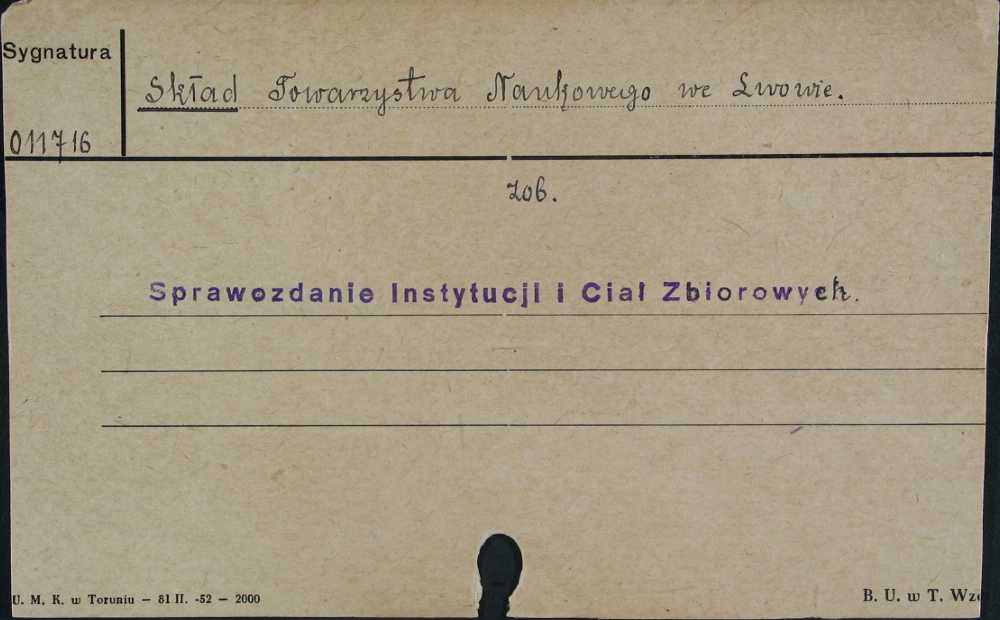 Sygnatura
Skład Towarzystwa Naukowego we Lwowie.
011716
zob.
Sprawozdanie Instytucji i Ciał Zbiorowych.
U. M. K. w Toruniu — 81 II. -52 — 2000
B. U. w T. Wz